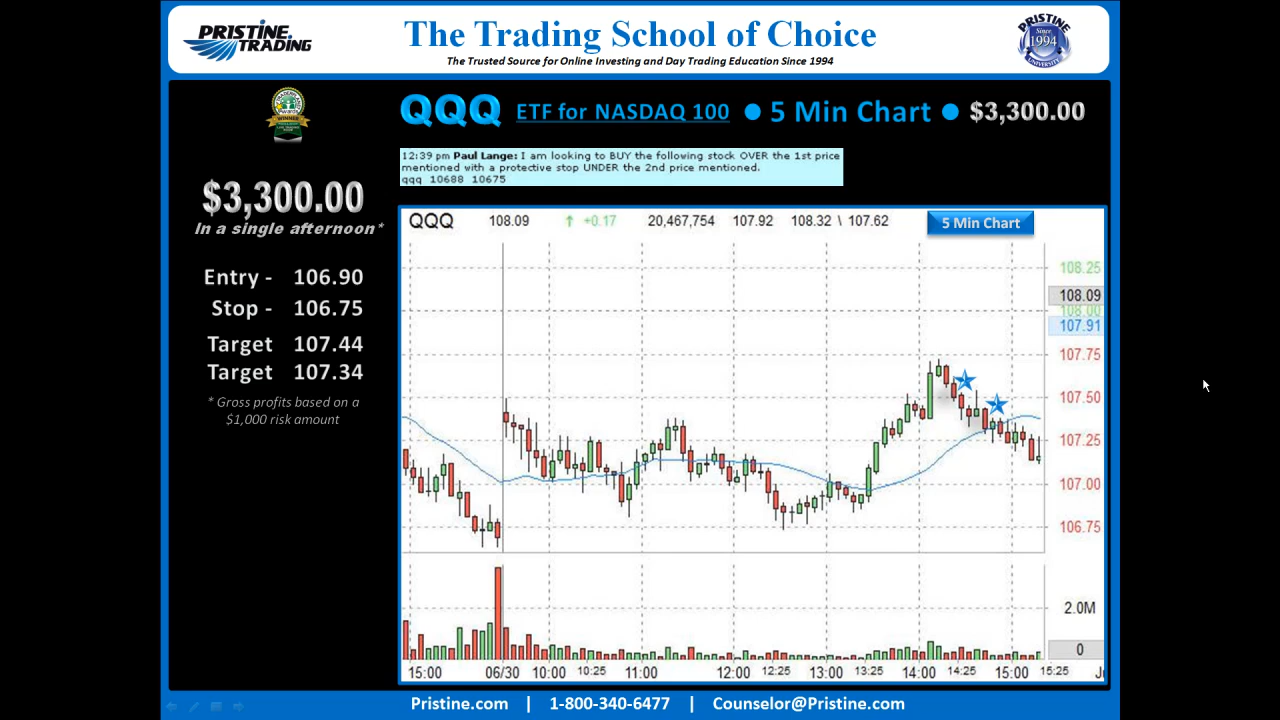 PRISTINE TRADING
The Trading School of Choice
The Trusted Source for Online Investing and Day Trading Education Since 1994
PRISTINE
Since
1994
UNIVERSITY
WINNER
QQQ ETF for NASDAQ 100 ● 5 Min Chart ● $3,300.00
12:39 pm Paul Lange: I am looking to BUY the following stock OVER the 1st price
mentioned with a protective stop UNDER the 2nd price mentioned.
qqq 10688 10675
$3,300.00
In a single afternoon*
Entry - 106.90
Stop - 106.75
Target 107.44
Target 107.34
* Gross profits based on a
$1,000 risk amount
QQQ 108.09 ↑ +0.17 20,467,754 107.92 108.32 \ 107.62 5 Min Chart
108.25
108.09
108.00
107.91
107.75
107.50
107.25
107.00
106.75
2.0M
0
15:00 06/30 10:00 10:25 11:00 12:00 12:25 13:00 13:25 14:00 14:25 15:00 15:25
Pristine.com | 1-800-340-6477 | Counselor@Pristine.com